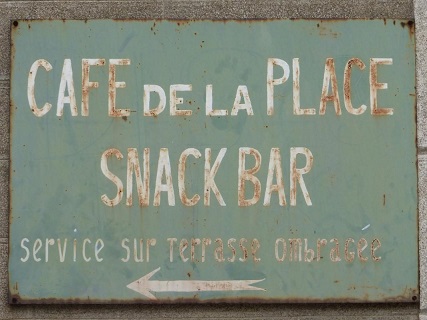 CAFE DE LA PLACE
SNACK BAR
service sur Terrasse ombragee